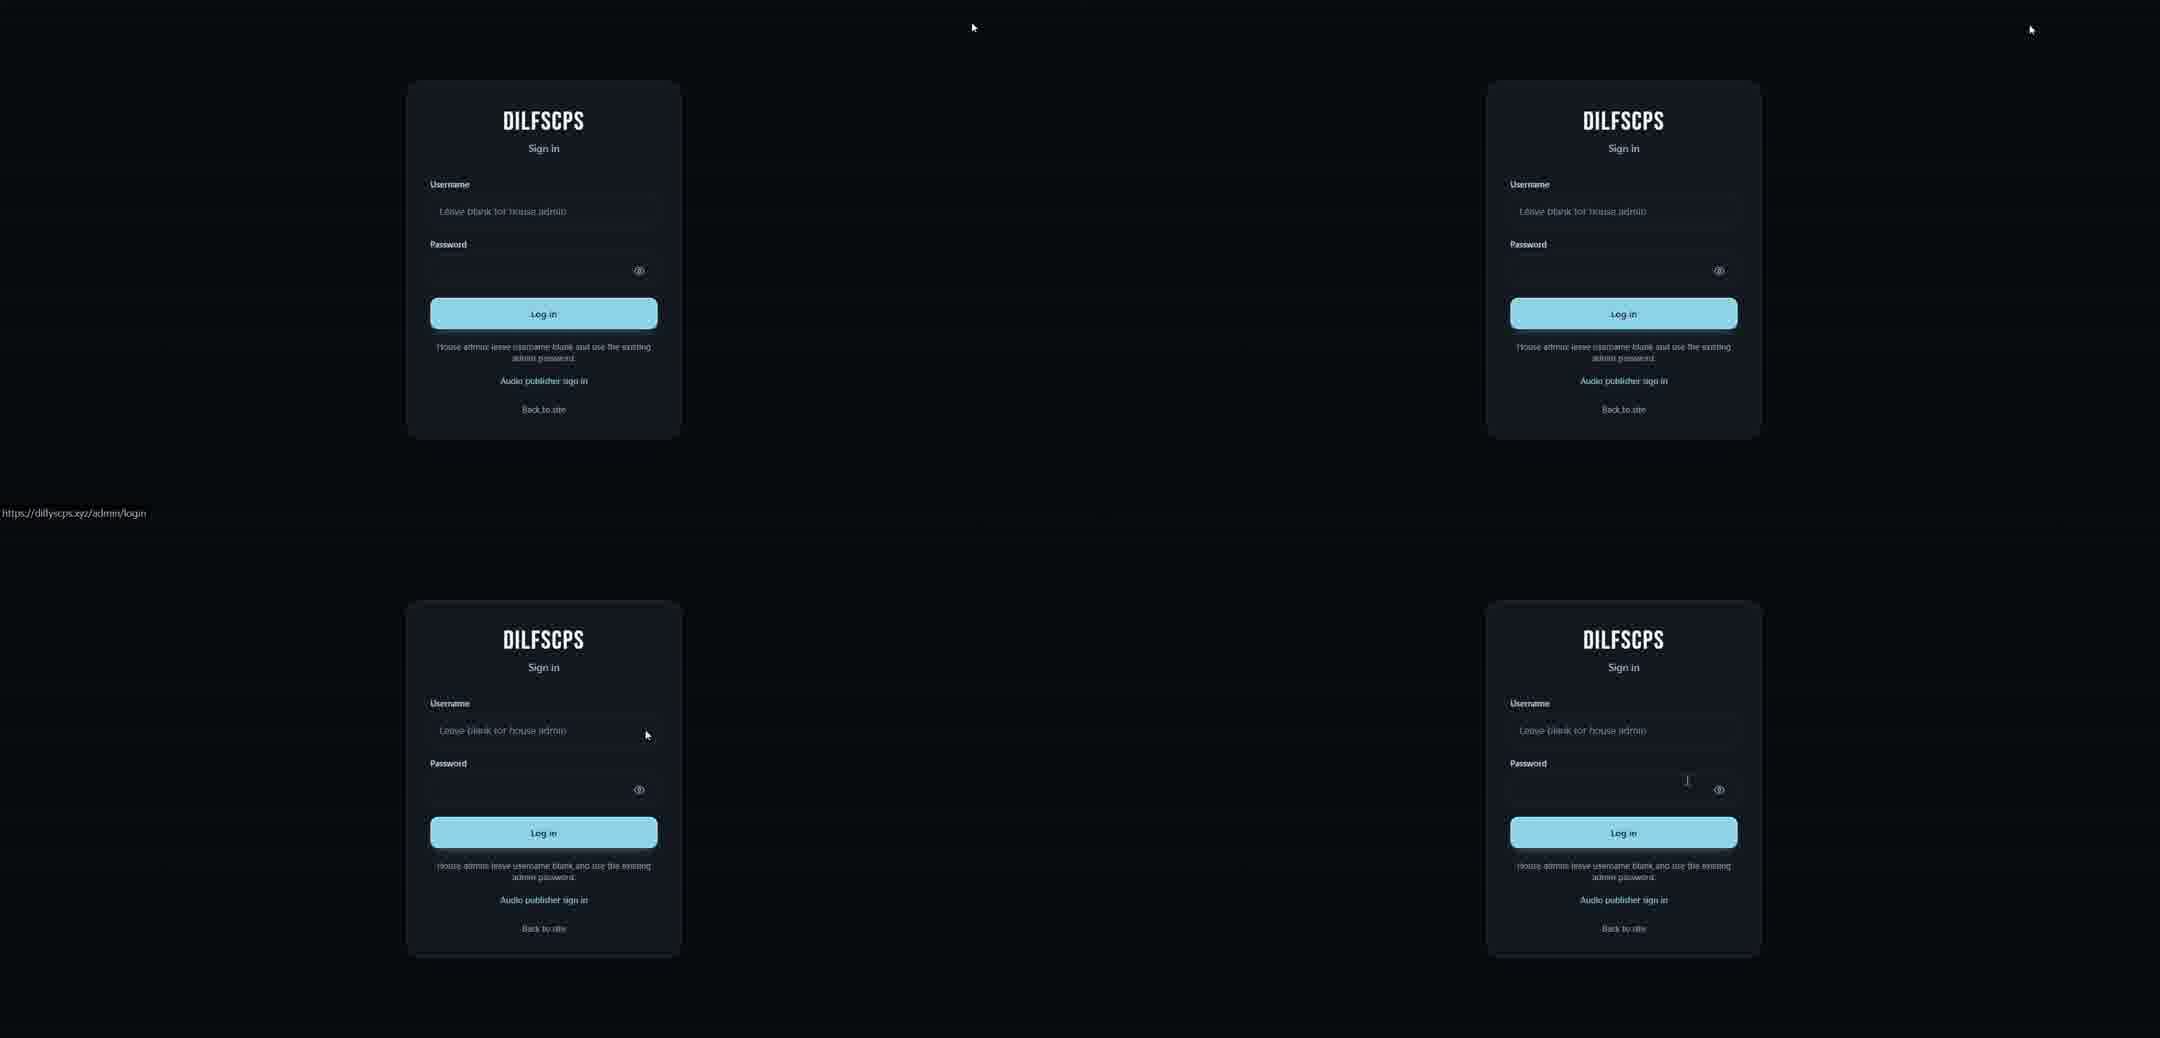 DILFSCPS
Sign in
Username
Leave blank for house admin
Password
Log in
House admin: leave username blank and use the existing
admin password.
Audio publisher sign in
Back to site
DILFSCPS
Sign in
Username
Leave blank for house admin
Password
Log in
House admin: leave username blank and use the existing
admin password.
Audio publisher sign in
Back to site
https://dilfyscps.xyz/admin/login
DILFSCPS
Sign in
Username
Leave blank for house admin
Password
Log in
House admin: leave username blank and use the existing
admin password.
Audio publisher sign in
Back to site
DILFSCPS
Sign in
Username
Leave blank for house admin
Password
Log in
House admin: leave username blank and use the existing
admin password.
Audio publisher sign in
Back to site